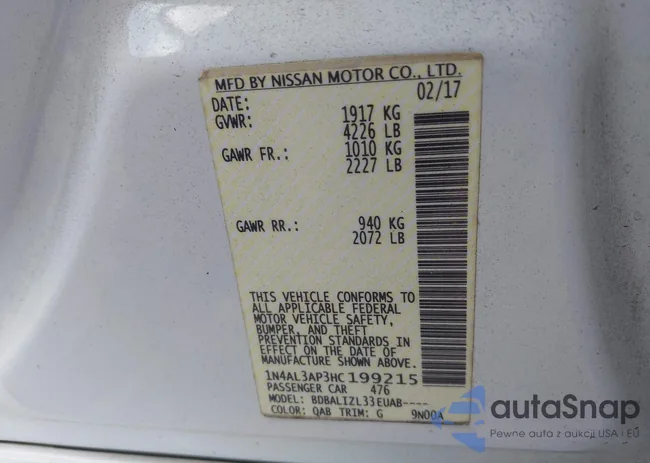 MFD BY NISSAN MOTOR CO., LTD.
DATE: 02/17
GVWR: 1917 KG
4226 LB
GAWR FR.: 1010 KG
2227 LB
GAWR RR.: 940 KG
2072 LB
THIS VEHICLE CONFORMS TO
ALL APPLICABLE FEDERAL
MOTOR VEHICLE SAFETY,
BUMPER, AND THEFT
PREVENTION STANDARDS IN
EFFECT ON THE DATE OF
MANUFACTURE SHOWN ABOVE.
1N4AL3AP3HC199215
PASSENGER CAR 476
MODEL: BDBALIZL33EUAB----
COLOR: QAB TRIM: G 9N00A
autoSnap
Pewne auta z aukcji USA i EU